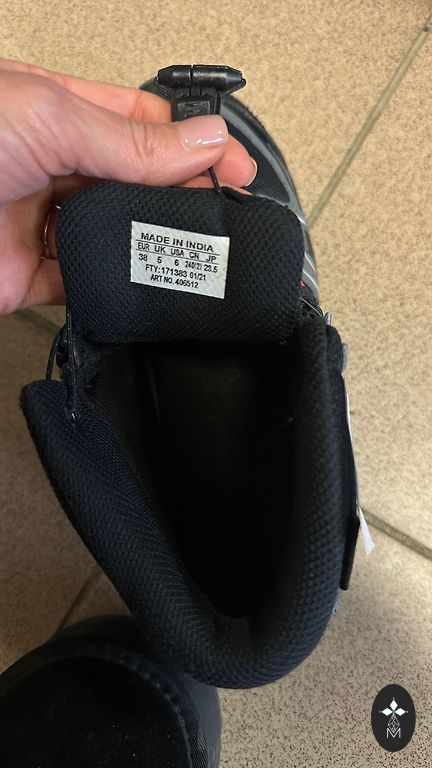 MADE IN INDIA
EUR UK USA CN JP
38 5 6 240(2) 23.5
FTY:171383 01/21
ART NO.406512
M